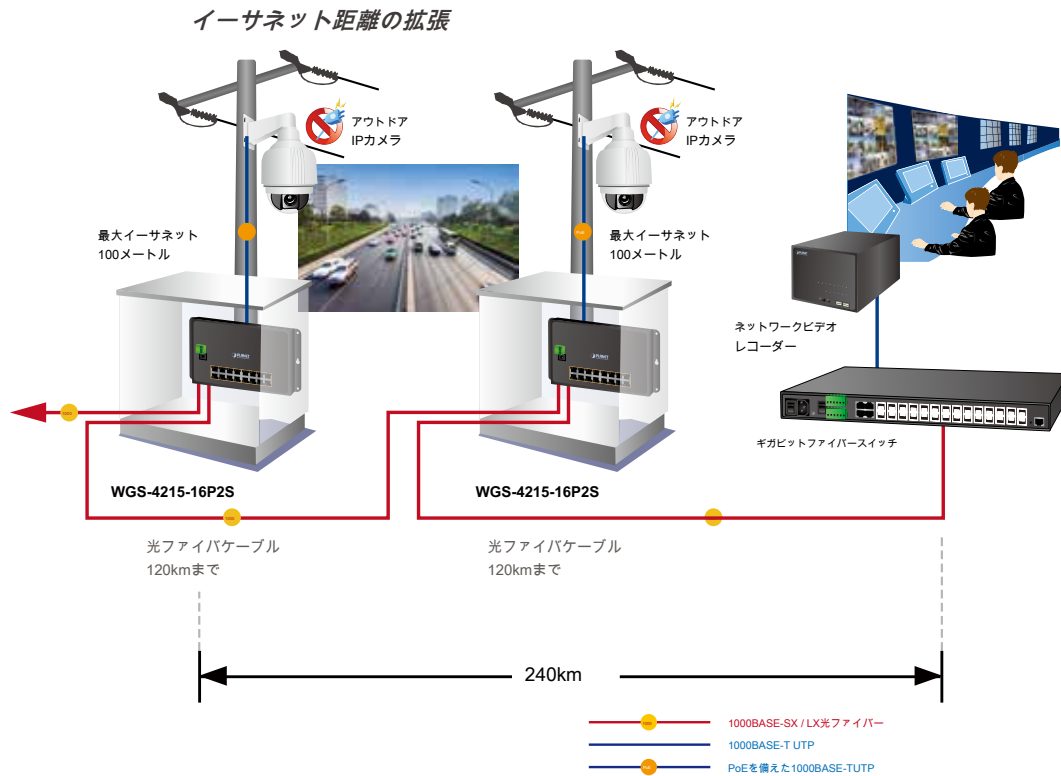 イーサネット距離の拡張
アウトドア
IPカメラ
アウトドア
IPカメラ
最大イーサネット
100メートル
PoE
最大イーサネット
100メートル
ネットワークビデオ
レコーダー
PLANET
PLANET
1000
ギガビットファイバースイッチ
WGS-4215-16P2S
WGS-4215-16P2S
1000
光ファイバケーブル
120kmまで
光ファイバケーブル
120kmまで
240km
1000
1000BASE-SX / LX光ファイバー
1000BASE-T UTP
PoE
PoEを備えた1000BASE-TUTP